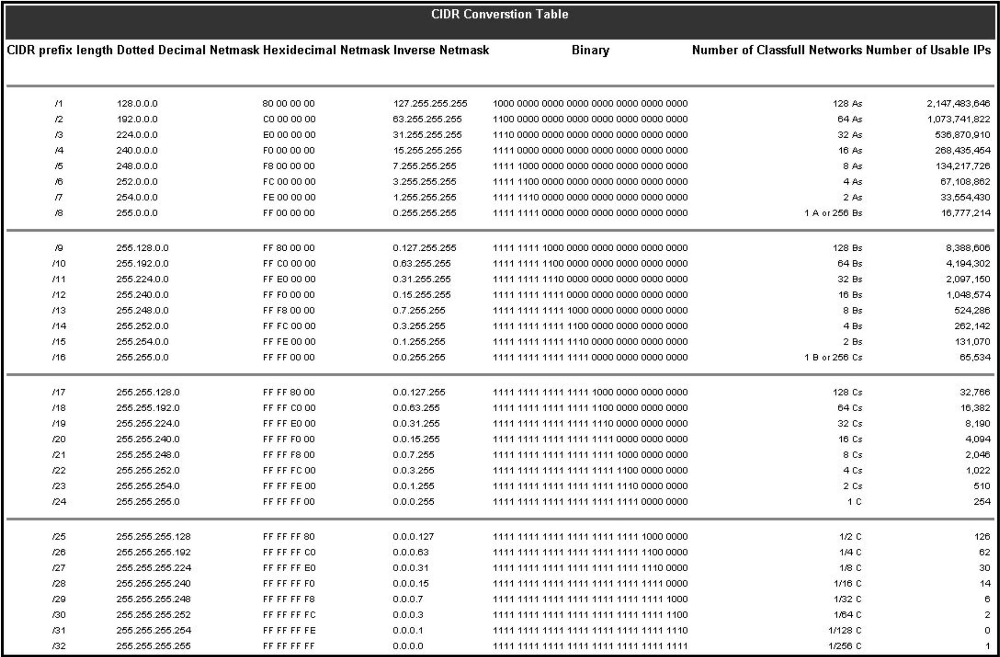 CIDR Converstion Table
CIDR prefix length Dotted Decimal Netmask Hexidecimal Netmask Inverse Netmask Binary Number of Classfull Networks Number of Usable IPs
/1 128.0.0.0 80 00 00 00 127.255.255.255 1000 0000 0000 0000 0000 0000 0000 0000 128 As 2,147,483,646
/2 192.0.0.0 C0 00 00 00 63.255.255.255 1100 0000 0000 0000 0000 0000 0000 0000 64 As 1,073,741,822
/3 224.0.0.0 E0 00 00 00 31.255.255.255 1110 0000 0000 0000 0000 0000 0000 0000 32 As 536,870,910
/4 240.0.0.0 F0 00 00 00 15.255.255.255 1111 0000 0000 0000 0000 0000 0000 0000 16 As 268,435,454
/5 248.0.0.0 F8 00 00 00 7.255.255.255 1111 1000 0000 0000 0000 0000 0000 0000 8 As 134,217,726
/6 252.0.0.0 FC 00 00 00 3.255.255.255 1111 1100 0000 0000 0000 0000 0000 0000 4 As 67,108,862
/7 254.0.0.0 FE 00 00 00 1.255.255.255 1111 1110 0000 0000 0000 0000 0000 0000 2 As 33,554,430
/8 255.0.0.0 FF 00 00 00 0.255.255.255 1111 1111 0000 0000 0000 0000 0000 0000 1 A or 256 Bs 16,777,214
/9 255.128.0.0 FF 80 00 00 0.127.255.255 1111 1111 1000 0000 0000 0000 0000 0000 128 Bs 8,388,606
/10 255.192.0.0 FF C0 00 00 0.63.255.255 1111 1111 1100 0000 0000 0000 0000 0000 64 Bs 4,194,302
/11 255.224.0.0 FF E0 00 00 0.31.255.255 1111 1111 1110 0000 0000 0000 0000 0000 32 Bs 2,097,150
/12 255.240.0.0 FF F0 00 00 0.15.255.255 1111 1111 1111 0000 0000 0000 0000 0000 16 Bs 1,048,574
/13 255.248.0.0 FF F8 00 00 0.7.255.255 1111 1111 1111 1000 0000 0000 0000 0000 8 Bs 524,286
/14 255.252.0.0 FF FC 00 00 0.3.255.255 1111 1111 1111 1100 0000 0000 0000 0000 4 Bs 262,142
/15 255.254.0.0 FF FE 00 00 0.1.255.255 1111 1111 1111 1110 0000 0000 0000 0000 2 Bs 131,070
/16 255.255.0.0 FF FF 00 00 0.0.255.255 1111 1111 1111 1111 0000 0000 0000 0000 1 B or 256 Cs 65,534
/17 255.255.128.0 FF FF 80 00 0.0.127.255 1111 1111 1111 1111 1000 0000 0000 0000 128 Cs 32,766
/18 255.255.192.0 FF FF C0 00 0.0.63.255 1111 1111 1111 1111 1100 0000 0000 0000 64 Cs 16,382
/19 255.255.224.0 FF FF E0 00 0.0.31.255 1111 1111 1111 1111 1110 0000 0000 0000 32 Cs 8,190
/20 255.255.240.0 FF FF F0 00 0.0.15.255 1111 1111 1111 1111 1111 0000 0000 0000 16 Cs 4,094
/21 255.255.248.0 FF FF F8 00 0.0.7.255 1111 1111 1111 1111 1111 1000 0000 0000 8 Cs 2,046
/22 255.255.252.0 FF FF FC 00 0.0.3.255 1111 1111 1111 1111 1111 1100 0000 0000 4 Cs 1,022
/23 255.255.254.0 FF FF FE 00 0.0.1.255 1111 1111 1111 1111 1111 1110 0000 0000 2 Cs 510
/24 255.255.255.0 FF FF FF 00 0.0.0.255 1111 1111 1111 1111 1111 1111 0000 0000 1 C 254
/25 255.255.255.128 FF FF FF 80 0.0.0.127 1111 1111 1111 1111 1111 1111 1000 0000 1/2 C 126
/26 255.255.255.192 FF FF FF C0 0.0.0.63 1111 1111 1111 1111 1111 1111 1100 0000 1/4 C 62
/27 255.255.255.224 FF FF FF E0 0.0.0.31 1111 1111 1111 1111 1111 1111 1110 0000 1/8 C 30
/28 255.255.255.240 FF FF FF F0 0.0.0.15 1111 1111 1111 1111 1111 1111 1111 0000 1/16 C 14
/29 255.255.255.248 FF FF FF F8 0.0.0.7 1111 1111 1111 1111 1111 1111 1111 1000 1/32 C 6
/30 255.255.255.252 FF FF FF FC 0.0.0.3 1111 1111 1111 1111 1111 1111 1111 1100 1/64 C 2
/31 255.255.255.254 FF FF FF FE 0.0.0.1 1111 1111 1111 1111 1111 1111 1111 1110 1/128 C 0
/32 255.255.255.255 FF FF FF FF 0.0.0.0 1111 1111 1111 1111 1111 1111 1111 1111 1/256 C 1